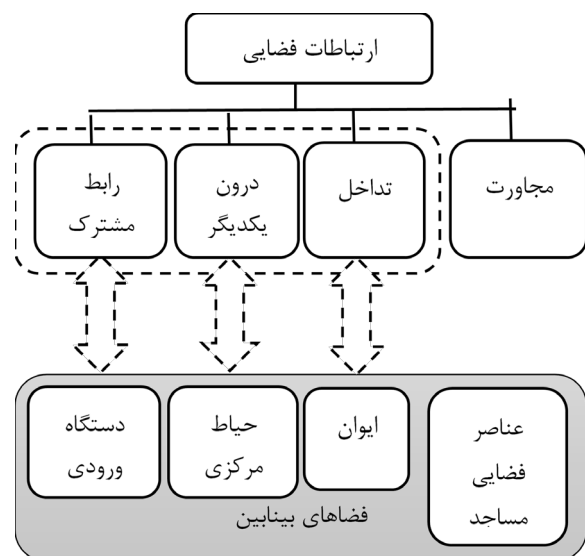 ارتباطات فضایی
مجاورت
تداخل
درون
یکدیگر
رابط
مشترک
عناصر
فضایی
مساجد
ایوان
حیاط
مرکزی
دستگاه
ورودی
فضاهای بینابین